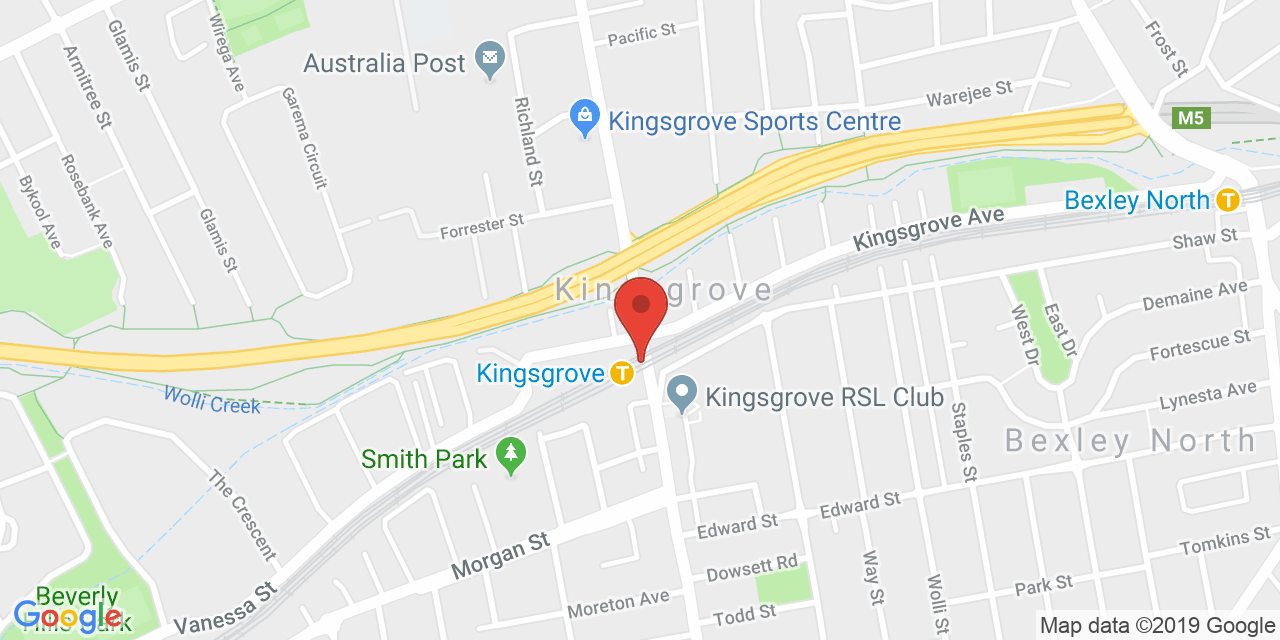 Pacific St
Frost St
Glamis St
Wirega Ave
Armitree St
Australia Post
Warejee St
Garema Circuit
Richland St
Kingsgrove Sports Centre
M5
Rosebank Ave
Bykool Ave
Glamis St
Forrester St
Bexley North
Kingsgrove Ave
Shaw St
Demaine Ave
East Dr
West Dr
Fortescue St
Kingsgrove
Wolli Creek
Lynesta Ave
Kingsgrove RSL Club
Staples St
Bexley North
Smith Park
The Crescent
Edward St
Edward St
Morgan St
Tomkins St
Dowsett Rd
Way St
Wolli St
Park St
Moreton Ave
Todd St
Vanessa St
Beverly
Google
Map data ©2019 Google